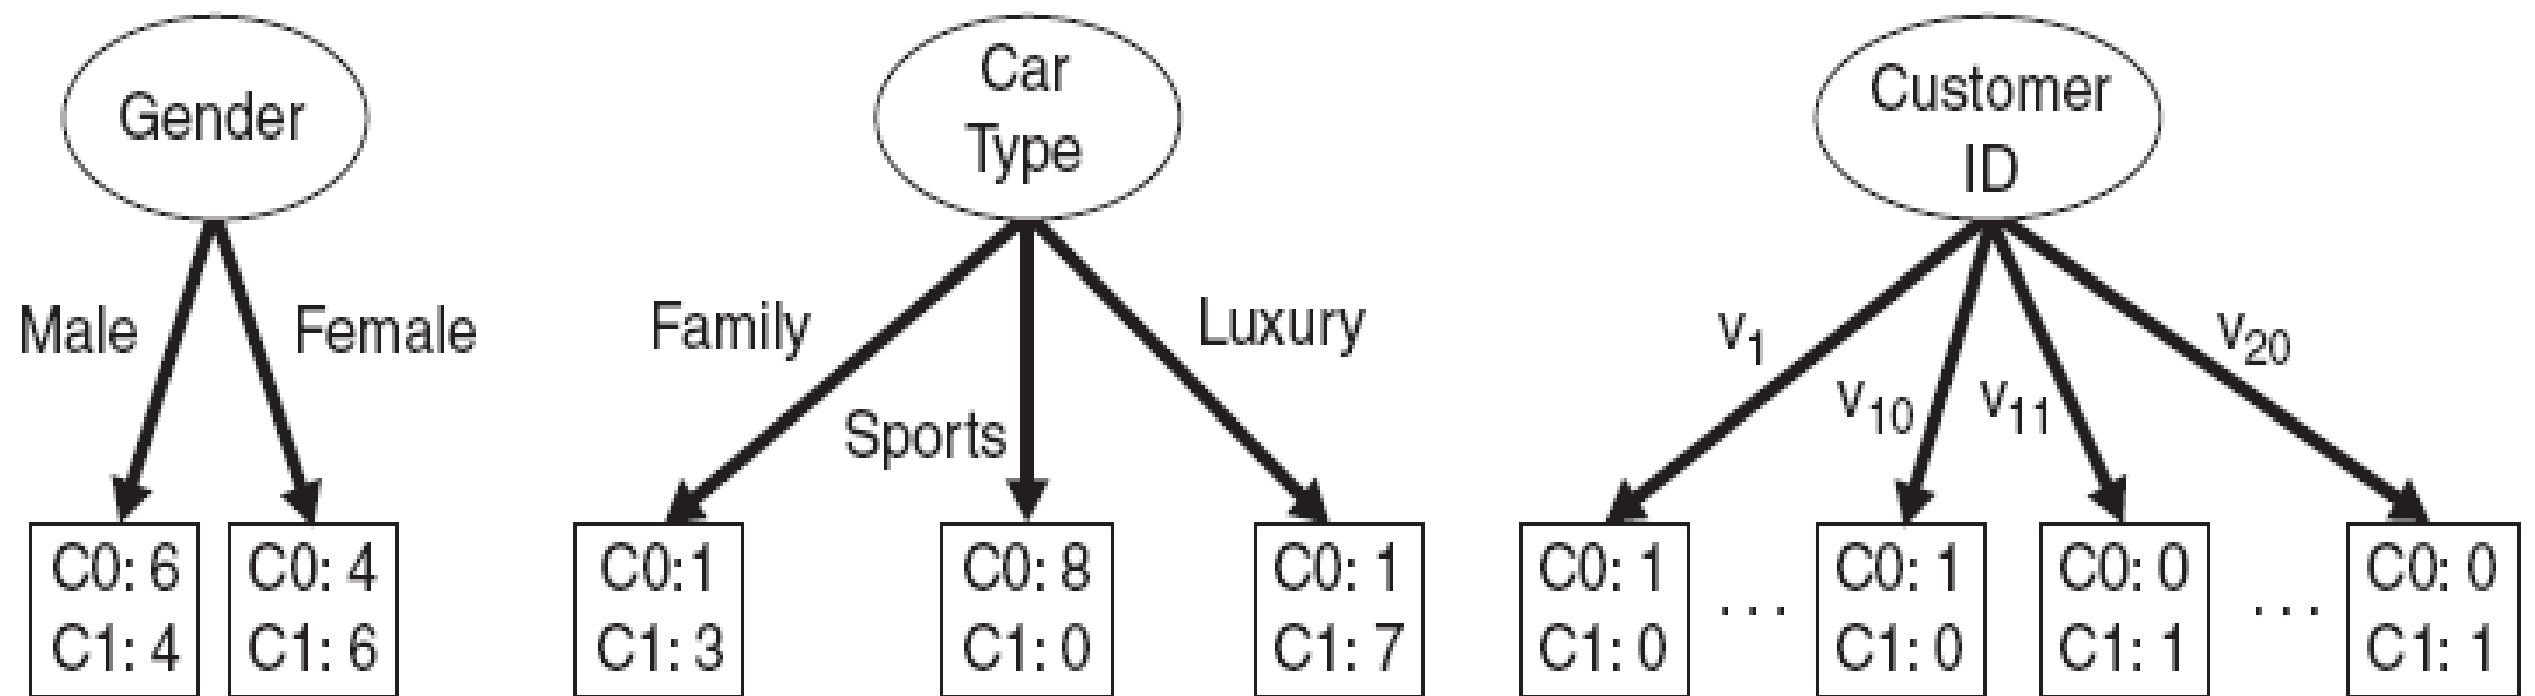 Gender
Male
Female
C0: 6
C1: 4
C0: 4
C1: 6
Car
Type
Family
Sports
Luxury
C0:1
C1: 3
C0: 8
C1: 0
C0: 1
C1: 7
Customer
ID
v1
v10
v11
v20
C0: 1
C1: 0
...
C0: 1
C1: 0
C0: 0
C1: 1
...
C0: 0
C1: 1